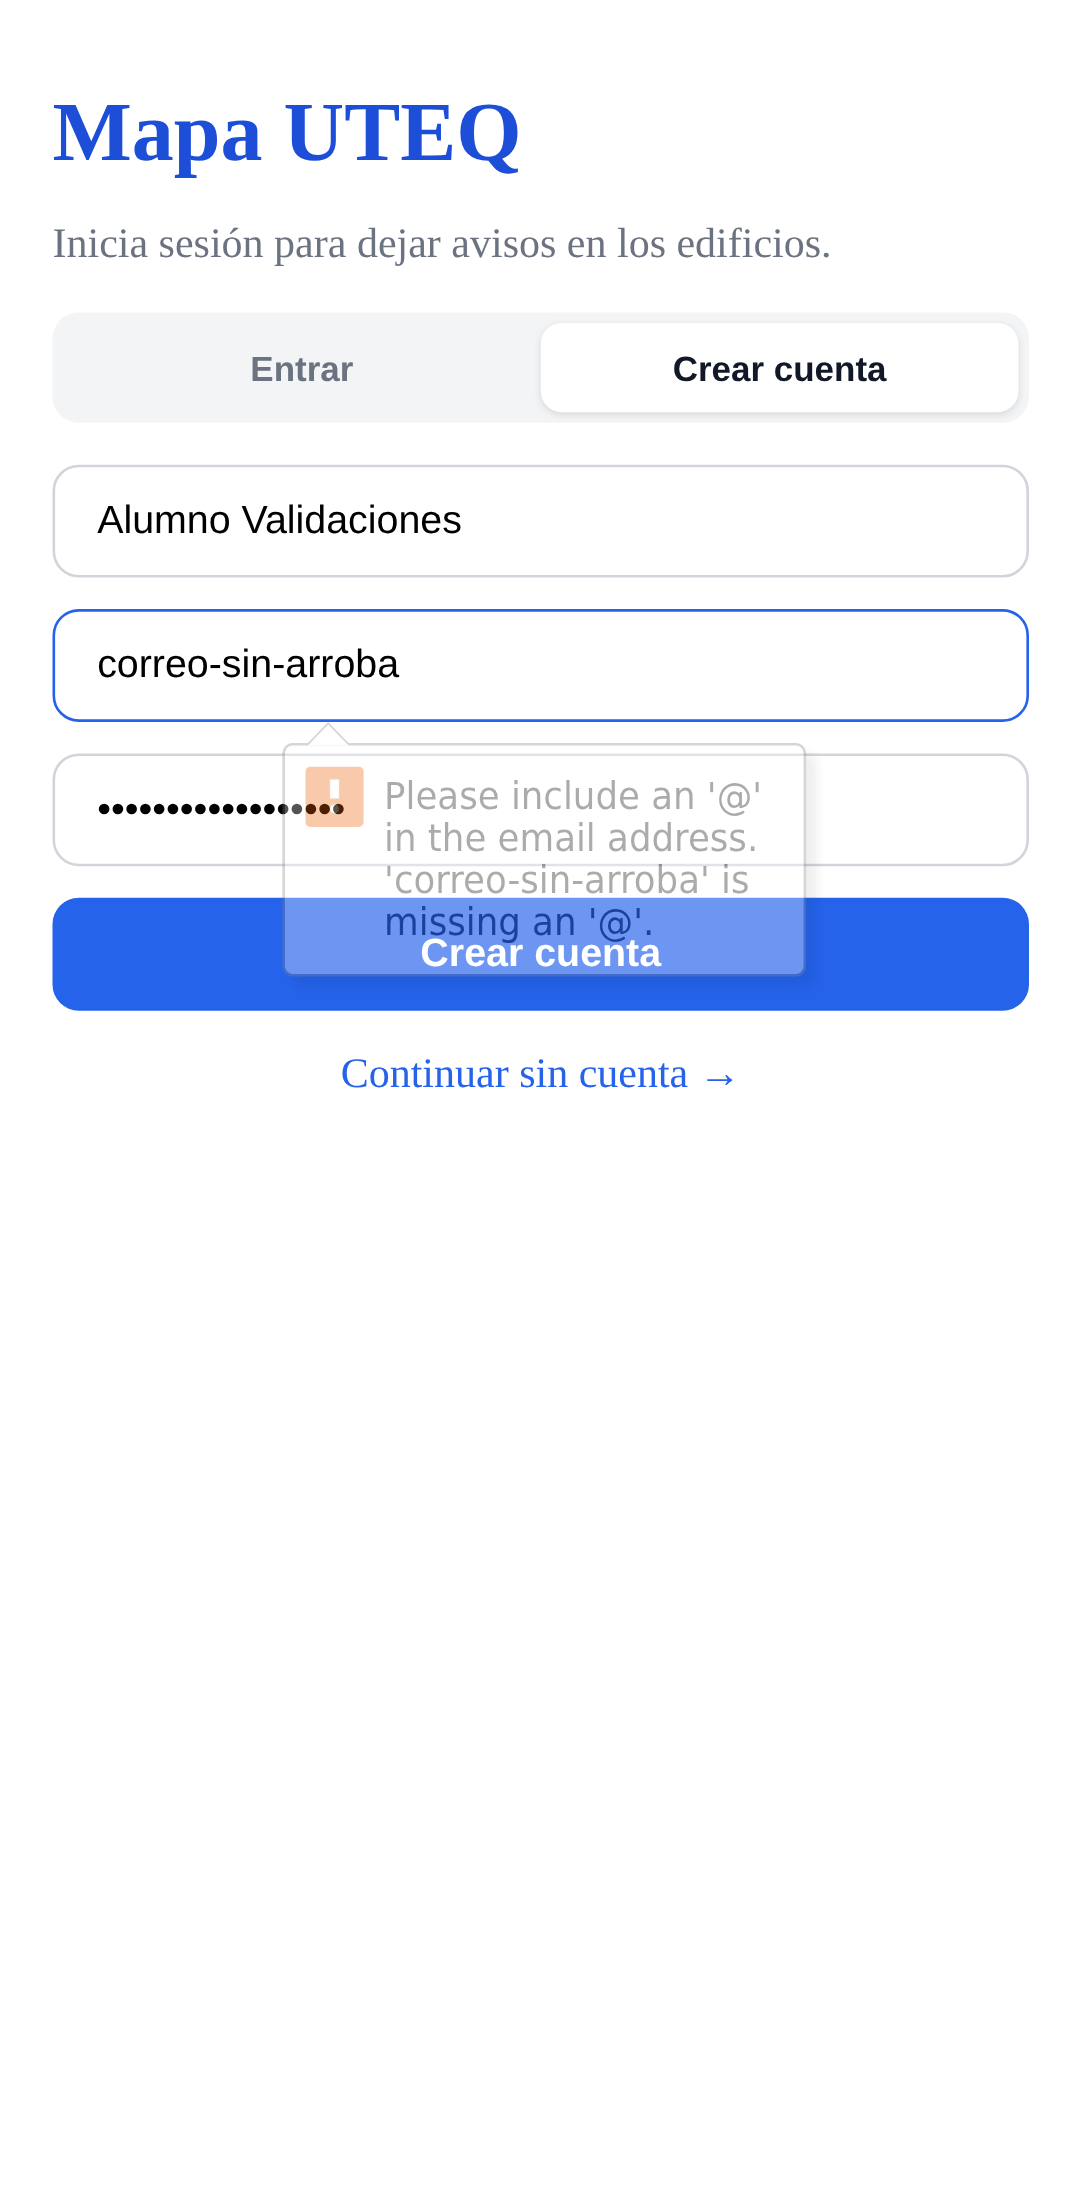 Mapa UTEQ
Inicia sesión para dejar avisos en los edificios.
Entrar
Crear cuenta
Alumno Validaciones
correo-sin-arroba
••••••••••••••••••
Please include an '@'
in the email address.
'correo-sin-arroba' is
missing an '@'.
Crear cuenta
Continuar sin cuenta →